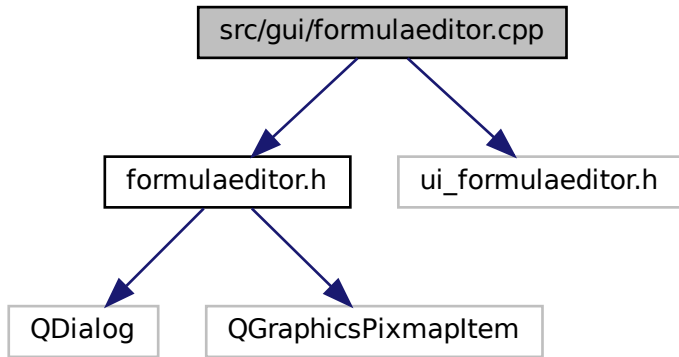 src/gui/formulaeditor.cpp
formulaeditor.h
ui_formulaeditor.h
QDialog
QGraphicsPixmapItem